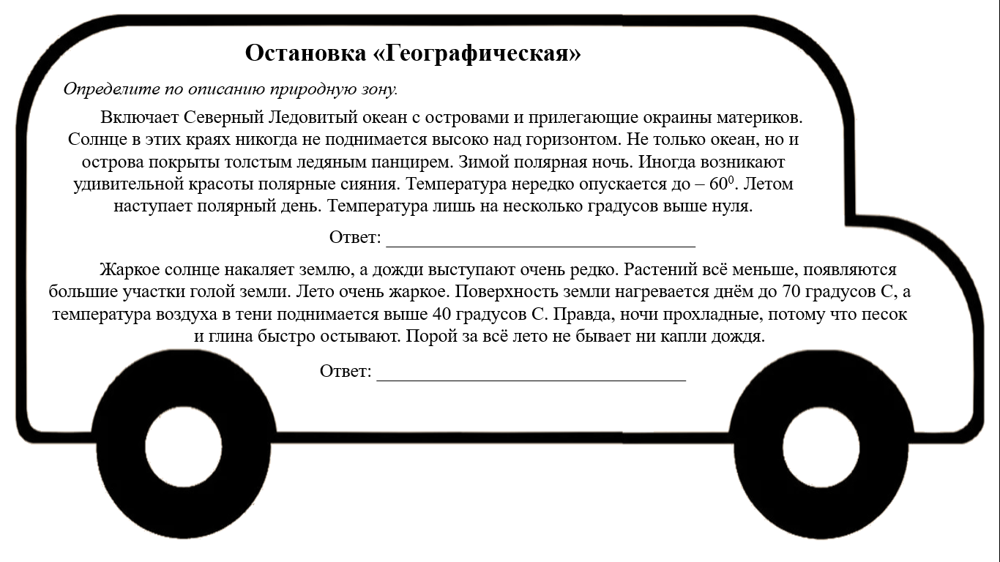 Остановка «Географическая»
Определите по описанию природную зону.
Включает Северный Ледовитый океан с островами и прилегающие окраины материков.
Солнце в этих краях никогда не поднимается высоко над горизонтом. Не только океан, но и
острова покрыты толстым ледяным панцирем. Зимой полярная ночь. Иногда возникают
удивительной красоты полярные сияния. Температура нередко опускается до – 60⁰. Летом
наступает полярный день. Температура лишь на несколько градусов выше нуля.
Ответ: ________________________________
Жаркое солнце накаляет землю, а дожди выступают очень редко. Растений всё меньше, появляются
большие участки голой земли. Лето очень жаркое. Поверхность земли нагревается днём до 70 градусов С, а
температура воздуха в тени поднимается выше 40 градусов С. Правда, ночи прохладные, потому что песок
и глина быстро остывают. Порой за всё лето не бывает ни капли дождя.
Ответ: ________________________________